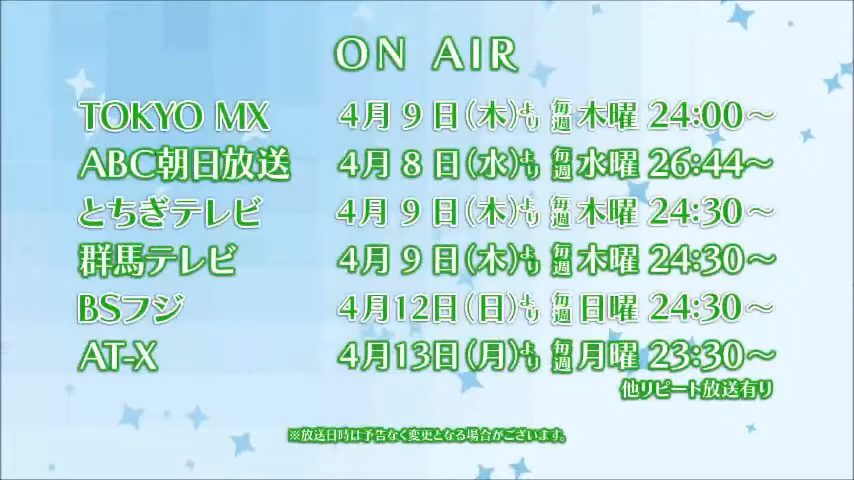 ON AIR
TOKYO MX 4月9日(木)より 毎週木曜 24:00～
ABC朝日放送 4月8日(水)より 毎週水曜 26:44～
とちぎテレビ 4月9日(木)より 毎週木曜 24:30～
群馬テレビ 4月9日(木)より 毎週木曜 24:30～
BSフジ 4月12日(日)より 毎週日曜 24:30～
AT-X 4月13日(月)より 毎週月曜 23:30～
他リピート放送有り
※放送日時は予告なく変更となる場合がございます。